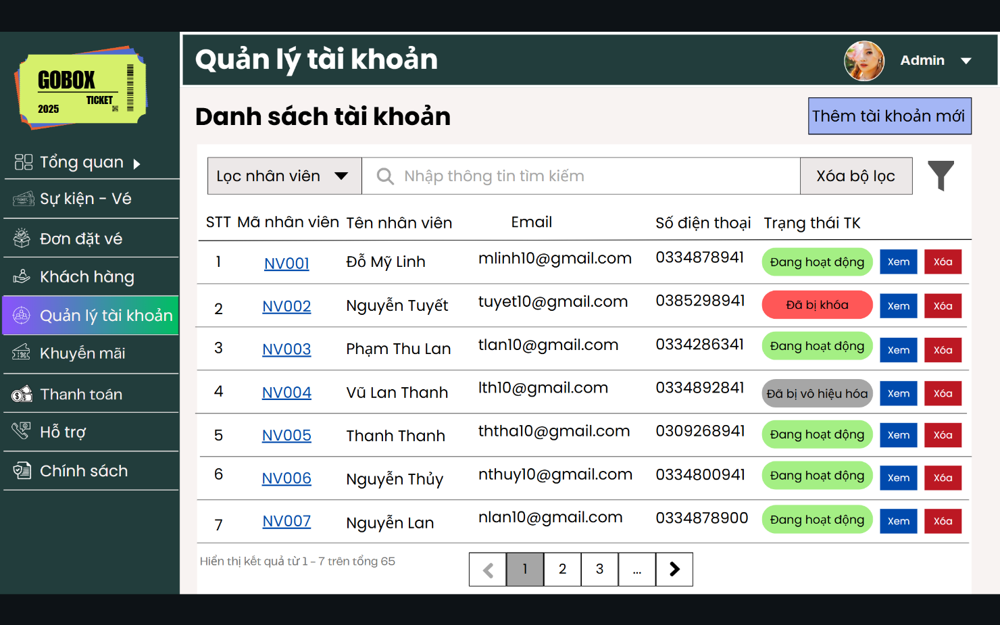 GOBOX
TICKET
2025
Tổng quan
Sự kiện - Vé
Đơn đặt vé
Khách hàng
Quản lý tài khoản
Khuyến mãi
Thanh toán
Hỗ trợ
Chính sách
Quản lý tài khoản
Admin
Danh sách tài khoản
Thêm tài khoản mới
Lọc nhân viên
Nhập thông tin tìm kiếm
Xóa bộ lọc
STT Mã nhân viên Tên nhân viên Email Số điện thoại Trạng thái TK
1 NV001 Đỗ Mỹ Linh mlinh10@gmail.com 0334878941 Đang hoạt động Xem Xóa
2 NV002 Nguyễn Tuyết tuyet10@gmail.com 0385298941 Đã bị khóa Xem Xóa
3 NV003 Phạm Thu Lan tlan10@gmail.com 0334286341 Đang hoạt động Xem Xóa
4 NV004 Vũ Lan Thanh lth10@gmail.com 0334892841 Đã bị vô hiệu hóa Xem Xóa
5 NV005 Thanh Thanh ththa10@gmail.com 0309268941 Đang hoạt động Xem Xóa
6 NV006 Nguyễn Thủy nthuy10@gmail.com 0334800941 Đang hoạt động Xem Xóa
7 NV007 Nguyễn Lan nlan10@gmail.com 0334878900 Đang hoạt động Xem Xóa
Hiển thị kết quả từ 1 - 7 trên tổng 65
1 2 3 ...